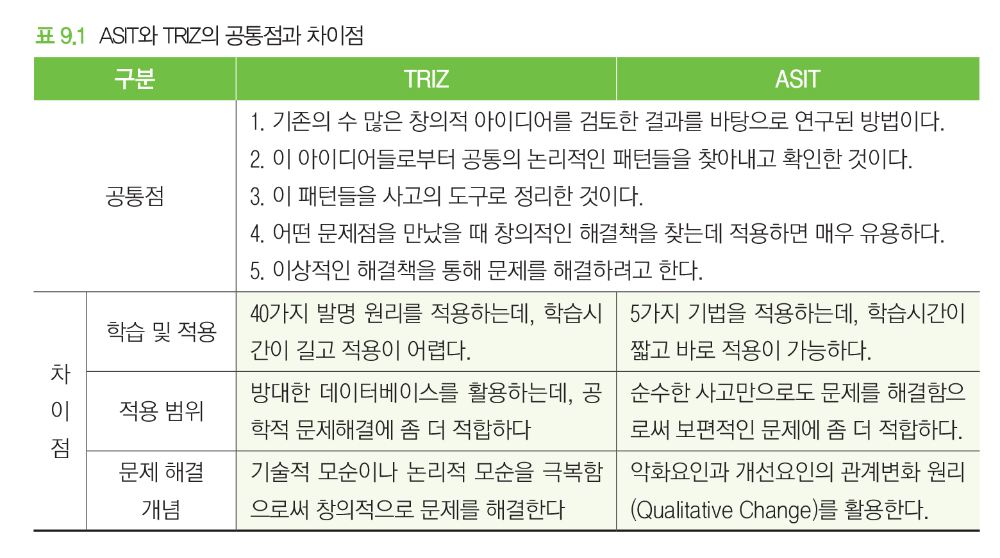 표 9.1 ASIT와 TRIZ의 공통점과 차이점
구분 TRIZ ASIT
공통점
1. 기존의 수 많은 창의적 아이디어를 검토한 결과를 바탕으로 연구된 방법이다.
2. 이 아이디어들로부터 공통의 논리적인 패턴들을 찾아내고 확인한 것이다.
3. 이 패턴들을 사고의 도구로 정리한 것이다.
4. 어떤 문제점을 만났을 때 창의적인 해결책을 찾는데 적용하면 매우 유용하다.
5. 이상적인 해결책을 통해 문제를 해결하려고 한다.
차
이
점
학습 및 적용
40가지 발명 원리를 적용하는데, 학습시
간이 길고 적용이 어렵다.
5가지 기법을 적용하는데, 학습시간이
짧고 바로 적용이 가능하다.
적용 범위
방대한 데이터베이스를 활용하는데, 공
학적 문제해결에 좀 더 적합하다
순수한 사고만으로도 문제를 해결함으
로써 보편적인 문제에 좀 더 적합하다.
문제 해결
개념
기술적 모순이나 논리적 모순을 극복함
으로써 창의적으로 문제를 해결한다
악화요인과 개선요인의 관계변화 원리
(Qualitative Change)를 활용한다.